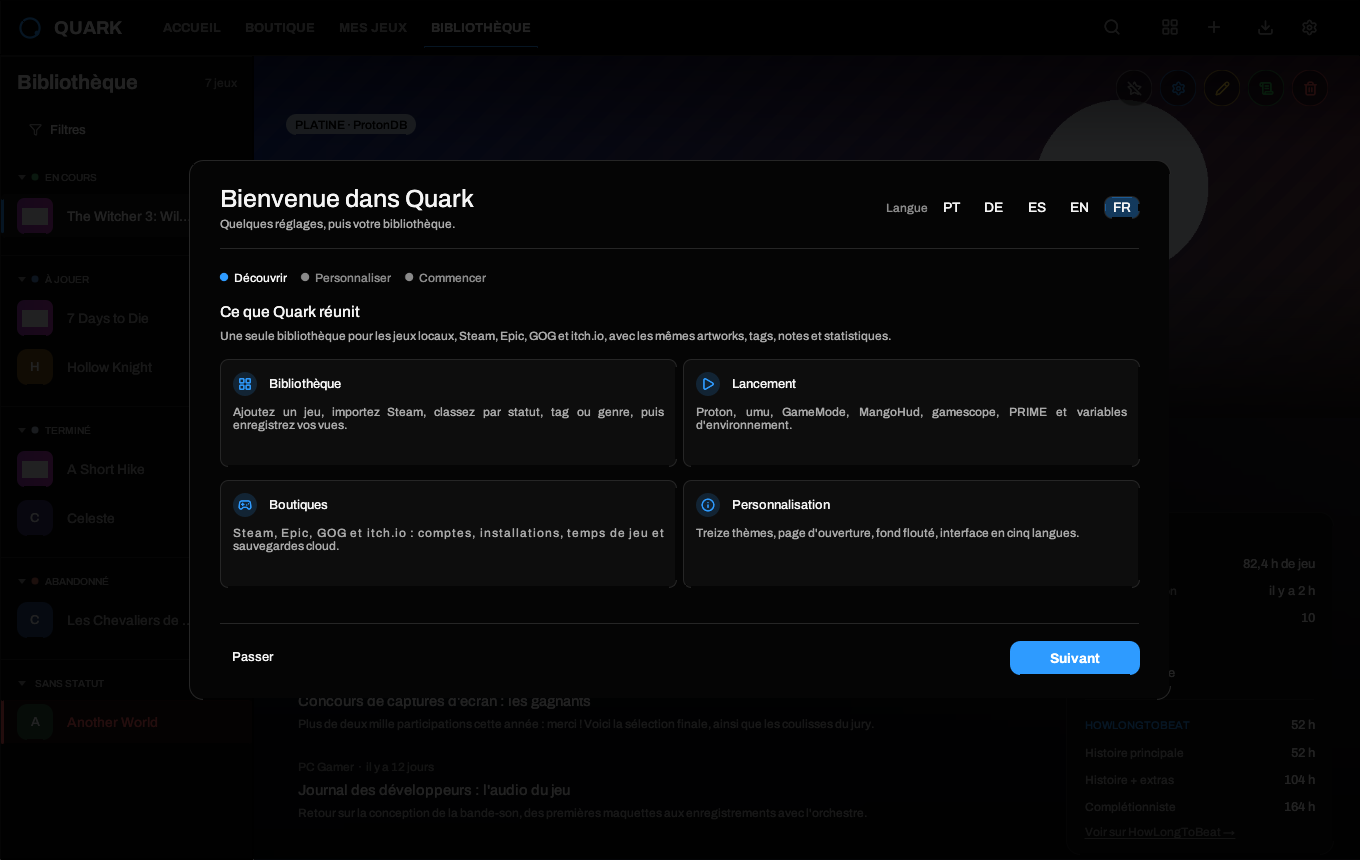 QUARK
ACCUEIL
BOUTIQUE
MES JEUX
BIBLIOTHÈQUE
Bibliothèque
7 jeux
Filtres
PLATINE · ProtonDB
EN COURS
The Witcher 3: Wil...
À JOUER
7 Days to Die
H
Hollow Knight
TERMINÉ
A Short Hike
C
Celeste
ABANDONNÉ
C
Les Chevaliers de ...
SANS STATUT
A
Another World
Bienvenue dans Quark
Quelques réglages, puis votre bibliothèque.
Langue
PT
DE
ES
EN
FR
Découvrir
Personnaliser
Commencer
Ce que Quark réunit
Une seule bibliothèque pour les jeux locaux, Steam, Epic, GOG et itch.io, avec les mêmes artworks, tags, notes et statistiques.
Bibliothèque
Ajoutez un jeu, importez Steam, classez par statut, tag ou genre, puis
enregistrez vos vues.
Lancement
Proton, umu, GameMode, MangoHud, gamescope, PRIME et variables
d'environnement.
Boutiques
Steam, Epic, GOG et itch.io : comptes, installations, temps de jeu et
sauvegardes cloud.
Personnalisation
Treize thèmes, page d'ouverture, fond flouté, interface en cinq langues.
Passer
Suivant
82,4 h de jeu
il y a 2 h
10
Concours de captures d'écran : les gagnants
Plus de deux mille participations cette année : merci ! Voici la sélection finale, ainsi que les coulisses du jury.
PC Gamer · il y a 12 jours
Journal des développeurs : l'audio du jeu
Retour sur la conception de la bande-son, des premières maquettes aux enregistrements avec l'orchestre.
HOWLONGTOBEAT
52 h
Histoire principale
52 h
Histoire + extras
104 h
Complétionniste
164 h
Voir sur HowLongToBeat →